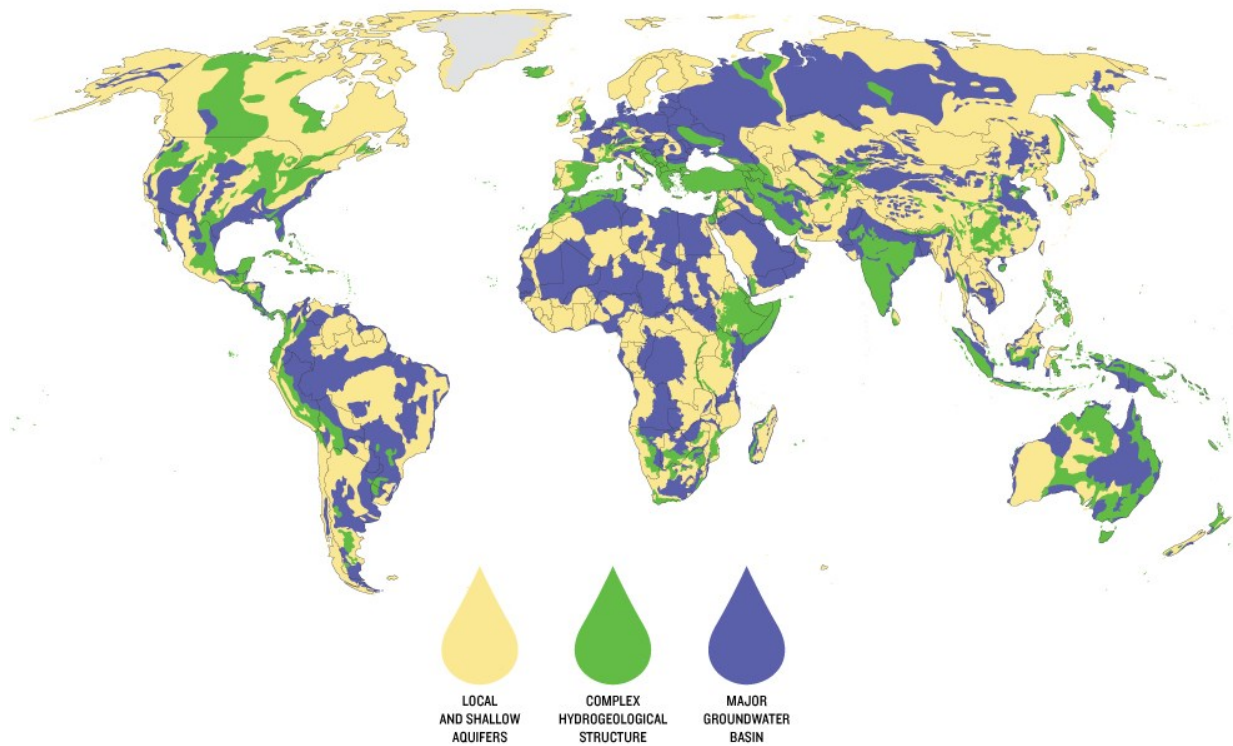 LOCAL
AND SHALLOW
AQUIFERS
COMPLEX
HYDROGEOLOGICAL
STRUCTURE
MAJOR
GROUNDWATER
BASIN